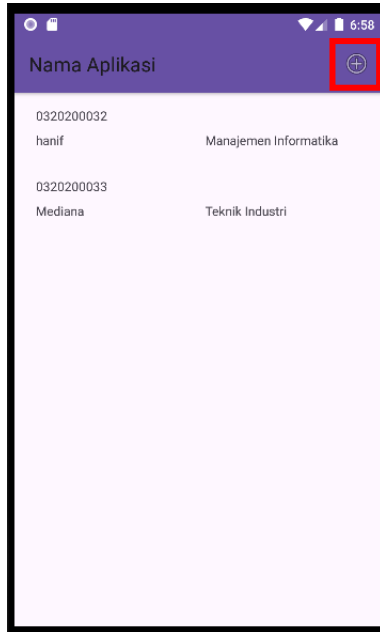 6:58
Nama Aplikasi
0320200032
hanif Manajemen Informatika
0320200033
Mediana Teknik Industri